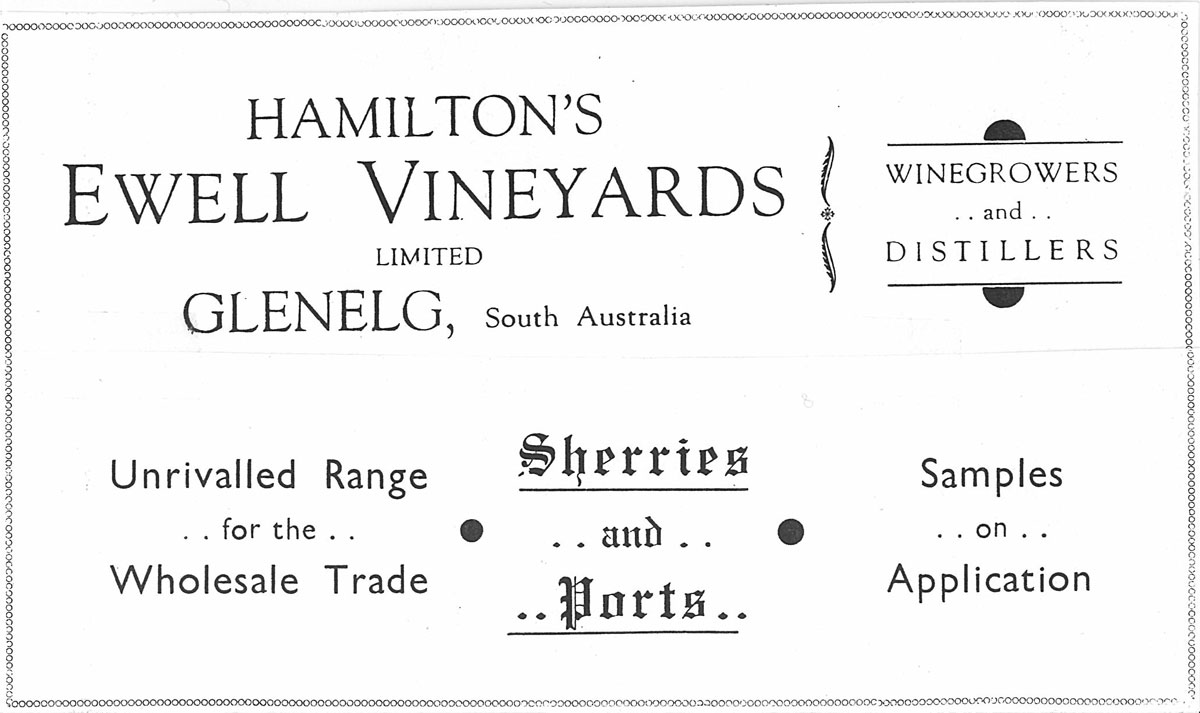 HAMILTON'S
EWELL VINEYARDS
LIMITED
GLENELG, South Australia
WINEGROWERS
..and..
DISTILLERS
Unrivalled Range
..for the..
Wholesale Trade
Sherries
..and..
..Ports..
Samples
..on..
Application